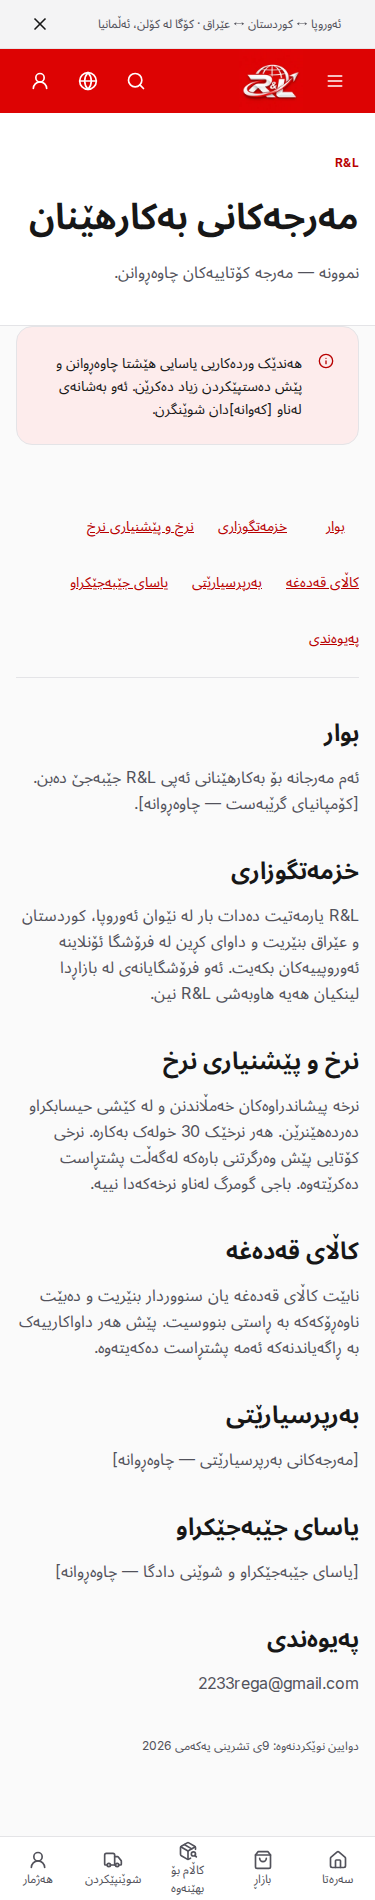 ئەوروپا ↔ کوردستان ↔ عێراق · کۆگا لە کۆلن، ئەڵمانیا
R&L
R&L
مەرجەکانی بەکارهێنان
نموونە — مەرجە کۆتاییەکان چاوەڕوانن.
هەندێک وردەکاریی یاسایی هێشتا چاوەڕوانن و
پێش دەستپێکردن زیاد دەکرێن. ئەو بەشانەی
لەناو [کەوانە]دان شوێنگرن.
بوار خزمەتگوزاری نرخ و پێشنیاری نرخ
کاڵای قەدەغە بەرپرسیارێتی یاسای جێبەجێکراو
پەیوەندی
بوار
ئەم مەرجانە بۆ بەکارهێنانی ئەپی R&L جێبەجێ دەبن.
[کۆمپانیای گرێبەست — چاوەڕوانە].
خزمەتگوزاری
R&L یارمەتیت دەدات بار لە نێوان ئەوروپا، کوردستان
و عێراق بنێریت و داوای کڕین لە فرۆشگا ئۆنلاینە
ئەوروپییەکان بکەیت. ئەو فرۆشگایانەی لە بازاڕدا
لینکیان هەیە هاوبەشی R&L نین.
نرخ و پێشنیاری نرخ
نرخە پیشاندراوەکان خەمڵاندنن و لە کێشی حیسابکراو
دەردەهێنرێن. هەر نرخێک 30 خولەک بەکارە. نرخی
کۆتایی پێش وەرگرتنی بارەکە لەگەڵت پشتڕاست
دەکرێتەوە. باجی گومرگ لەناو نرخەکەدا نییە.
کاڵای قەدەغە
نابێت کاڵای قەدەغە یان سنووردار بنێریت و دەبێت
ناوەڕۆکەکە بە ڕاستی بنووسیت. پێش هەر داواکارییەک
بە ڕاگەیاندنەکە ئەمە پشتڕاست دەکەیتەوە.
بەرپرسیارێتی
[مەرجەکانی بەرپرسیارێتی — چاوەڕوانە]
یاسای جێبەجێکراو
[یاسای جێبەجێکراو و شوێنی دادگا — چاوەڕوانە]
پەیوەندی
2233rega@gmail.com
دوایین نوێکردنەوە: 9ی تشرینی یەکەمی 2026
سەرەتا
بازاڕ
کاڵام بۆ
بهێنەوە
شوێنپێکردن
هەژمار